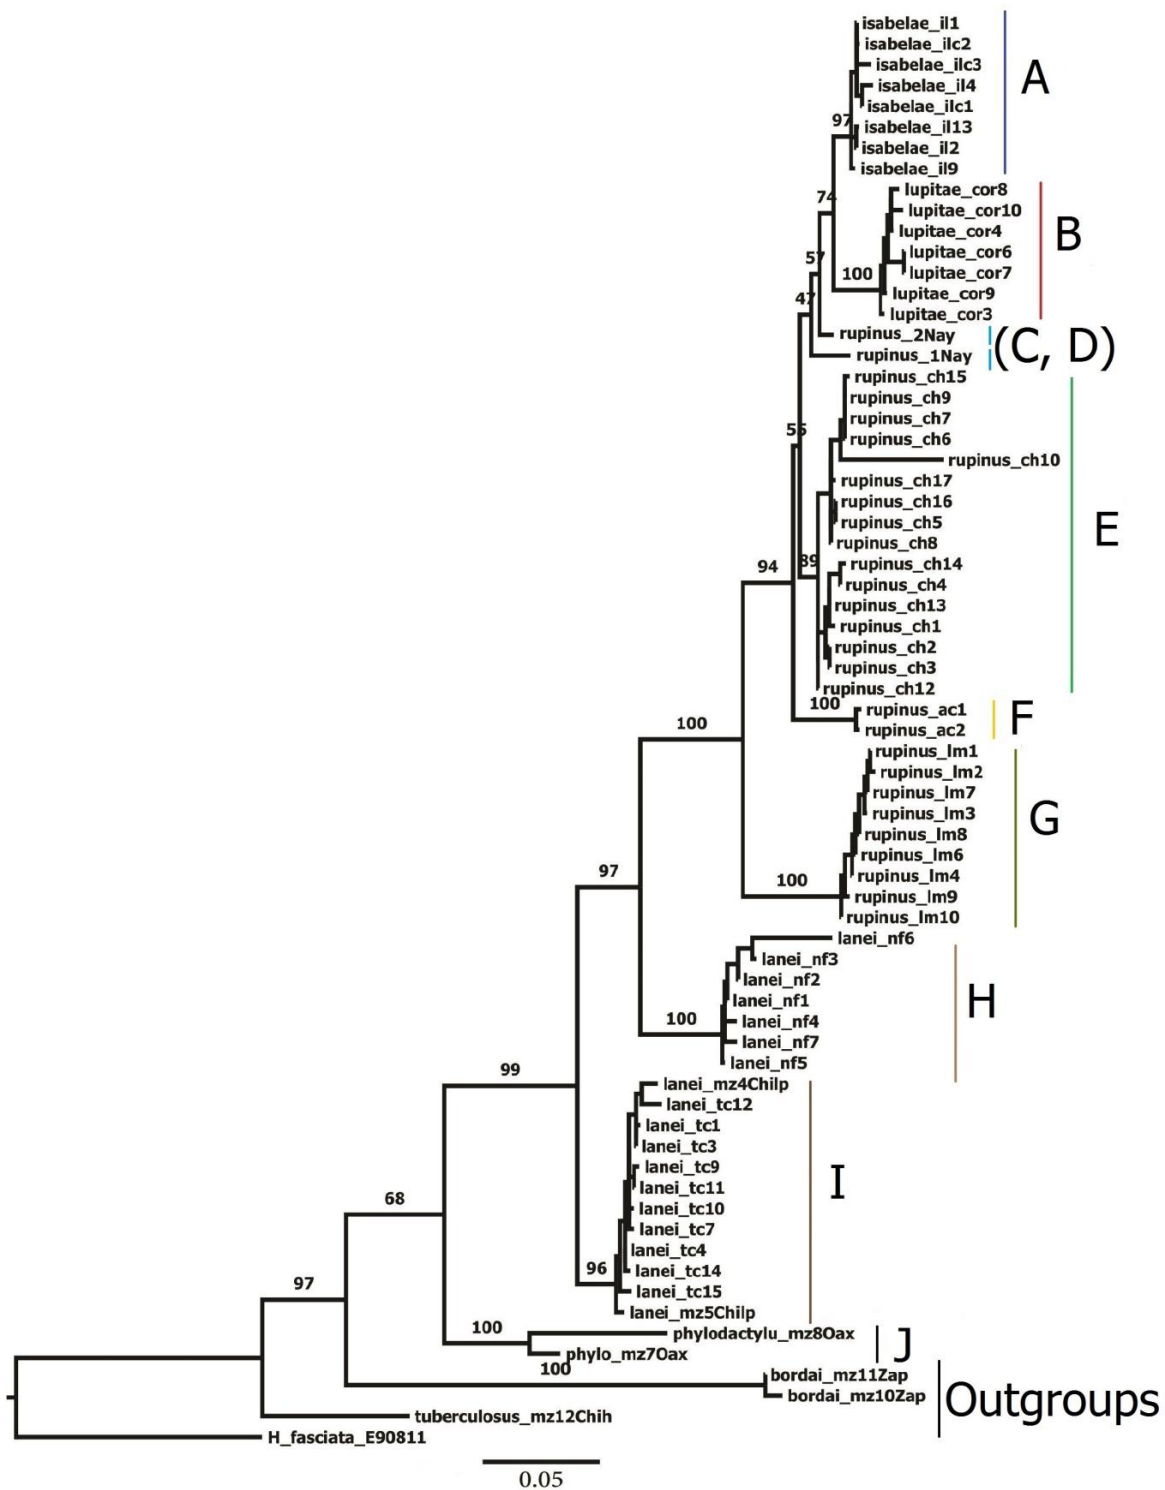 isabelae_il1
isabelae_ilc2
isabelae_ilc3
A
isabelae_il4
isabelae_ilc1
97
isabelae_il13
isabelae_il2
isabelae_il9
lupitae_cor8
74
lupitae_cor10
lupitae_cor4
B
57
lupitae_cor6
lupitae_cor7
100
lupitae_cor9
47
lupitae_cor3
rupinus_2Nay
(C, D)
rupinus_1Nay
rupinus_ch15
rupinus_ch9
rupinus_ch7
55
rupinus_ch6
rupinus_ch10
rupinus_ch17
rupinus_ch16
rupinus_ch5
E
rupinus_ch8
94
89
rupinus_ch14
rupinus_ch4
rupinus_ch13
rupinus_ch1
rupinus_ch2
rupinus_ch3
rupinus_ch12
100
rupinus_ac1
F
100
rupinus_ac2
rupinus_lm1
rupinus_lm2
rupinus_lm7
rupinus_lm3
G
rupinus_lm8
rupinus_lm6
97
rupinus_lm4
100
rupinus_lm9
rupinus_lm10
lanei_nf6
lanei_nf3
lanei_nf2
lanei_nf1
H
100
lanei_nf4
lanei_nf7
lanei_nf5
99
lanei_mz4Chilp
lanei_tc12
lanei_tc1
lanei_tc3
lanei_tc9
I
lanei_tc11
68
lanei_tc10
lanei_tc7
lanei_tc4
96
lanei_tc14
97
lanei_tc15
lanei_mz5Chilp
100
phylodactylu_mz8Oax
J
phylo_mz7Oax
100
bordai_mz11Zap
bordai_mz10Zap
Outgroups
tuberculosus_mz12Chih
H_fasciata_E90811
0.05